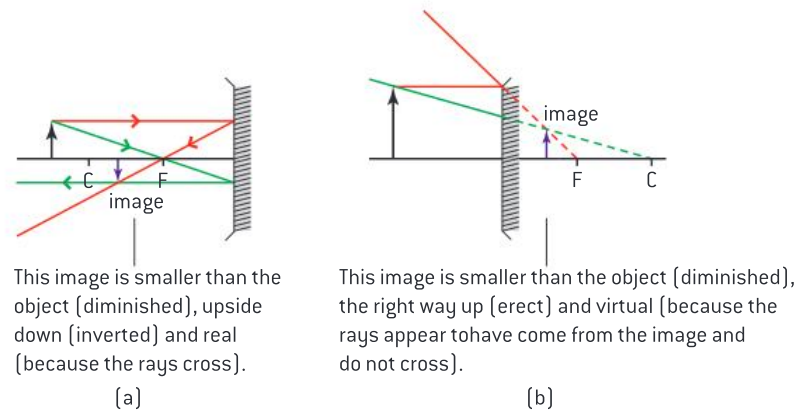 C
F
image
This image is smaller than the
object (diminished), upside
down (inverted) and real
(because the rays cross).
(a)
image
F
C
This image is smaller than the object (diminished),
the right way up (erect) and virtual (because the
rays appear tohave come from the image and
do not cross).
(b)